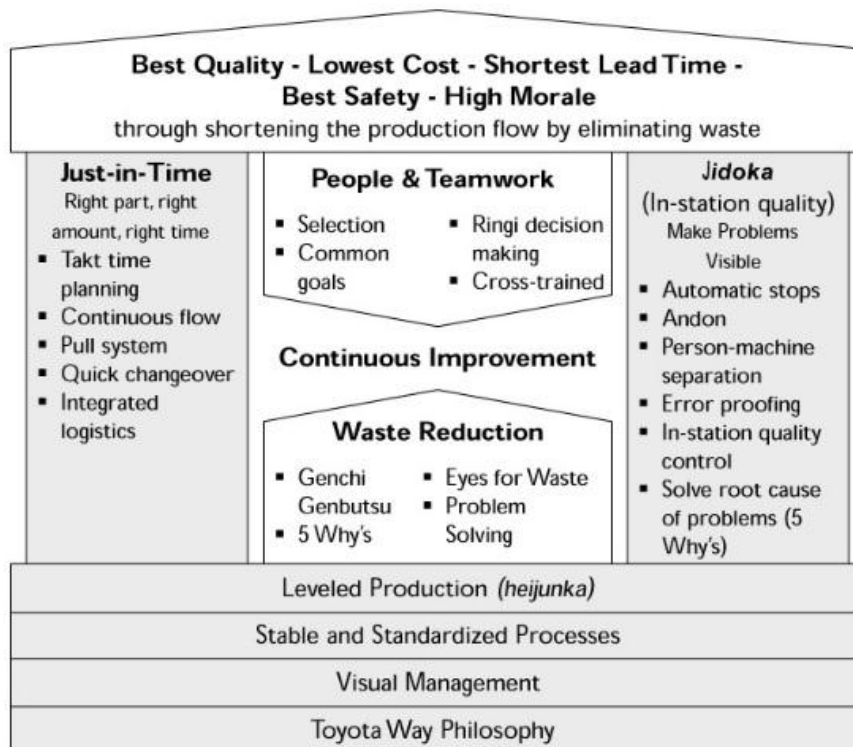 Best Quality - Lowest Cost - Shortest Lead Time -
Best Safety - High Morale
through shortening the production flow by eliminating waste
Just-in-Time
Right part, right
amount, right time
▪ Takt time
planning
▪ Continuous flow
▪ Pull system
▪ Quick changeover
▪ Integrated
logistics
People & Teamwork
▪ Selection
▪ Common
goals
▪ Ringi decision
making
▪ Cross-trained
Continuous Improvement
Waste Reduction
▪ Genchi
Genbutsu
▪ 5 Why's
▪ Eyes for Waste
▪ Problem
Solving
Jidoka
(In-station quality)
Make Problems
Visible
▪ Automatic stops
▪ Andon
▪ Person-machine
separation
▪ Error proofing
▪ In-station quality
control
▪ Solve root cause
of problems (5
Why's)
Leveled Production (heijunka)
Stable and Standardized Processes
Visual Management
Toyota Way Philosophy